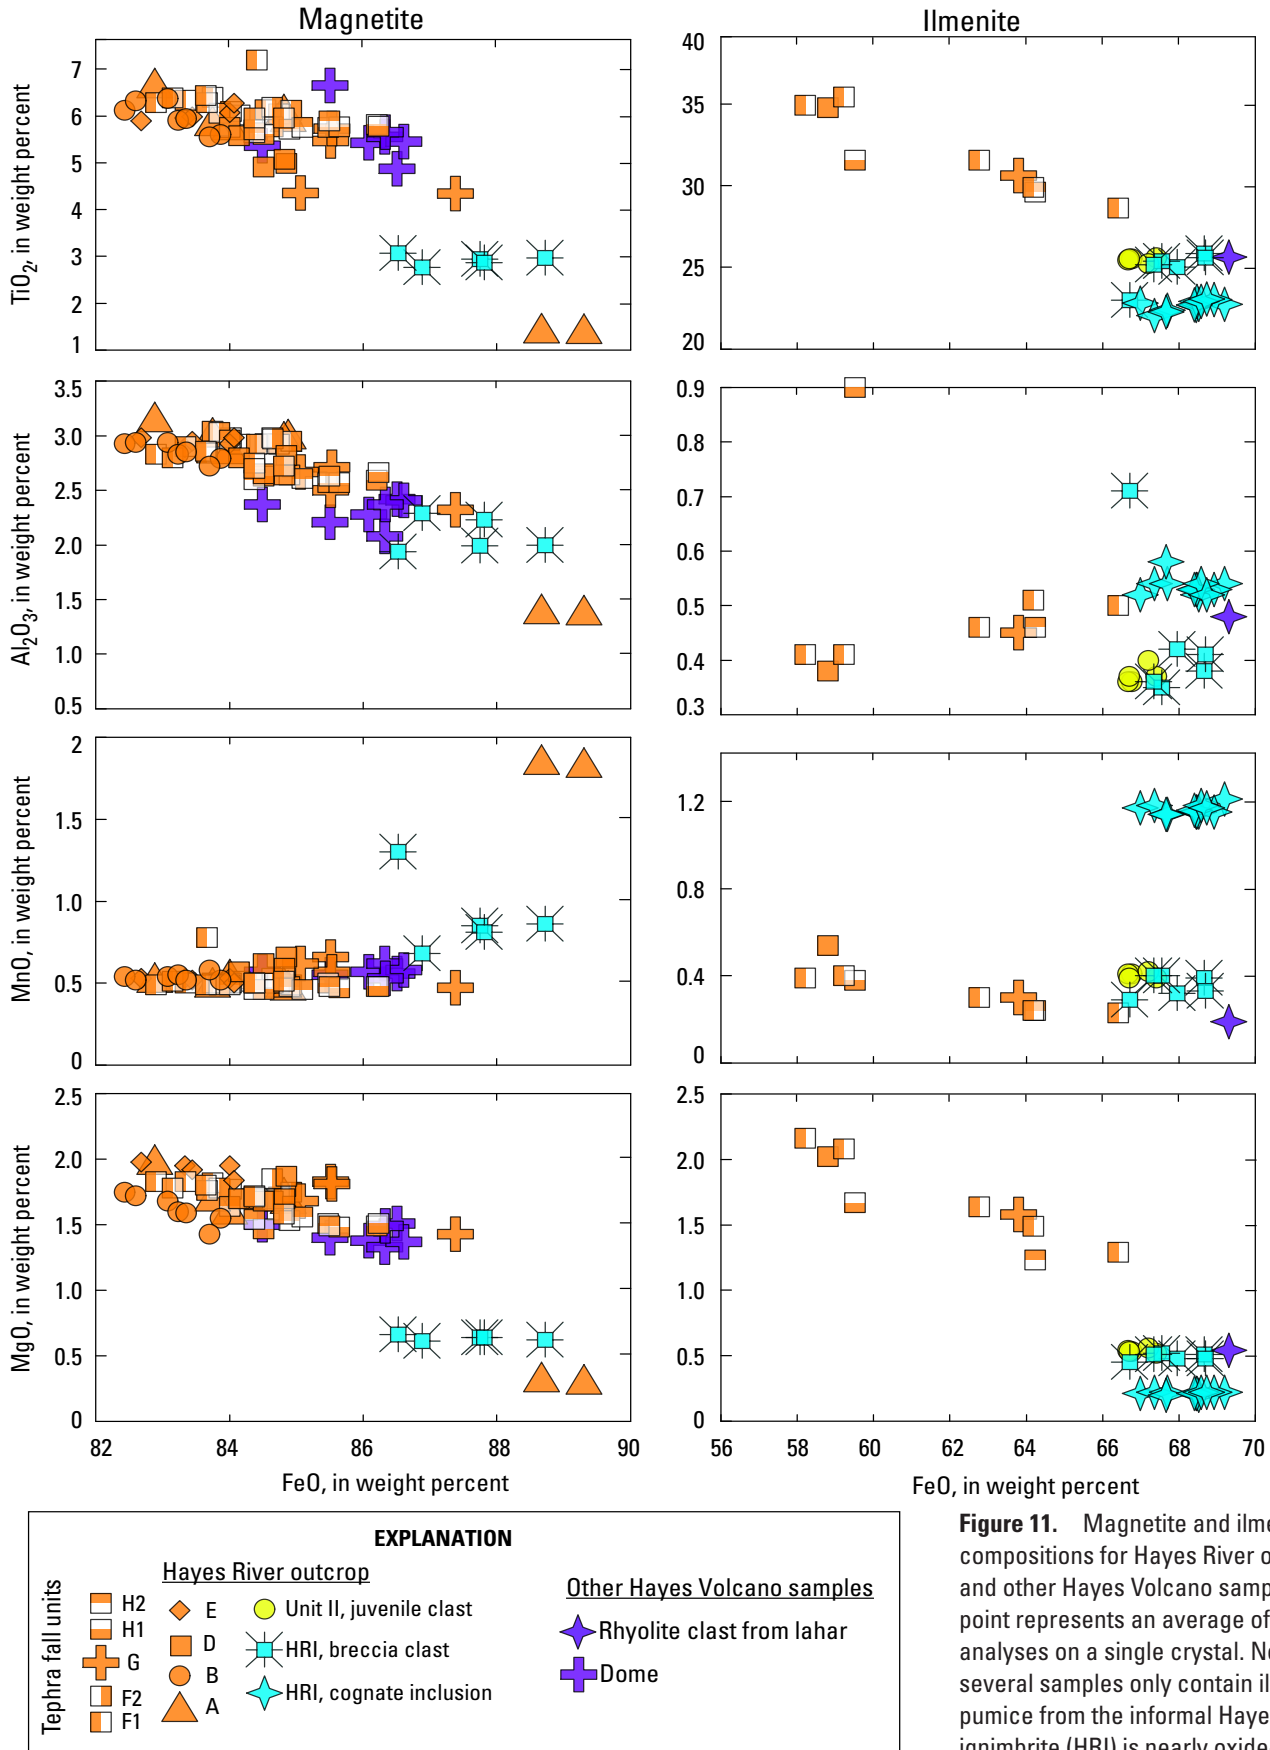 Magnetite
Ilmenite
TiO2, in weight percent
7
6
5
4
3
2
1
40
35
30
25
20
Al2O3, in weight percent
3.5
3.0
2.5
2.0
1.5
1.0
0.5
0.9
0.8
0.7
0.6
0.5
0.4
0.3
MnO, in weight percent
2
1.5
1.0
0.5
0
1.2
0.8
0.4
0
MgO, in weight percent
2.5
2.0
1.5
1.0
0.5
0
2.5
2.0
1.5
1.0
0.5
0
82 84 86 88 90
56 58 60 62 64 66 68 70
FeO, in weight percent
FeO, in weight percent
EXPLANATION
Hayes River outcrop
Tephra fall units
H2
H1
G
F2
F1
E
D
B
A
Unit II, juvenile clast
HRI, breccia clast
HRI, cognate inclusion
Other Hayes Volcano samples
Rhyolite clast from lahar
Dome
Figure 11. Magnetite and ilme
compositions for Hayes River o
and other Hayes Volcano samp
point represents an average of
analyses on a single crystal. No
several samples only contain il
pumice from the informal Haye
ignimbrite (HRI) is nearly oxide